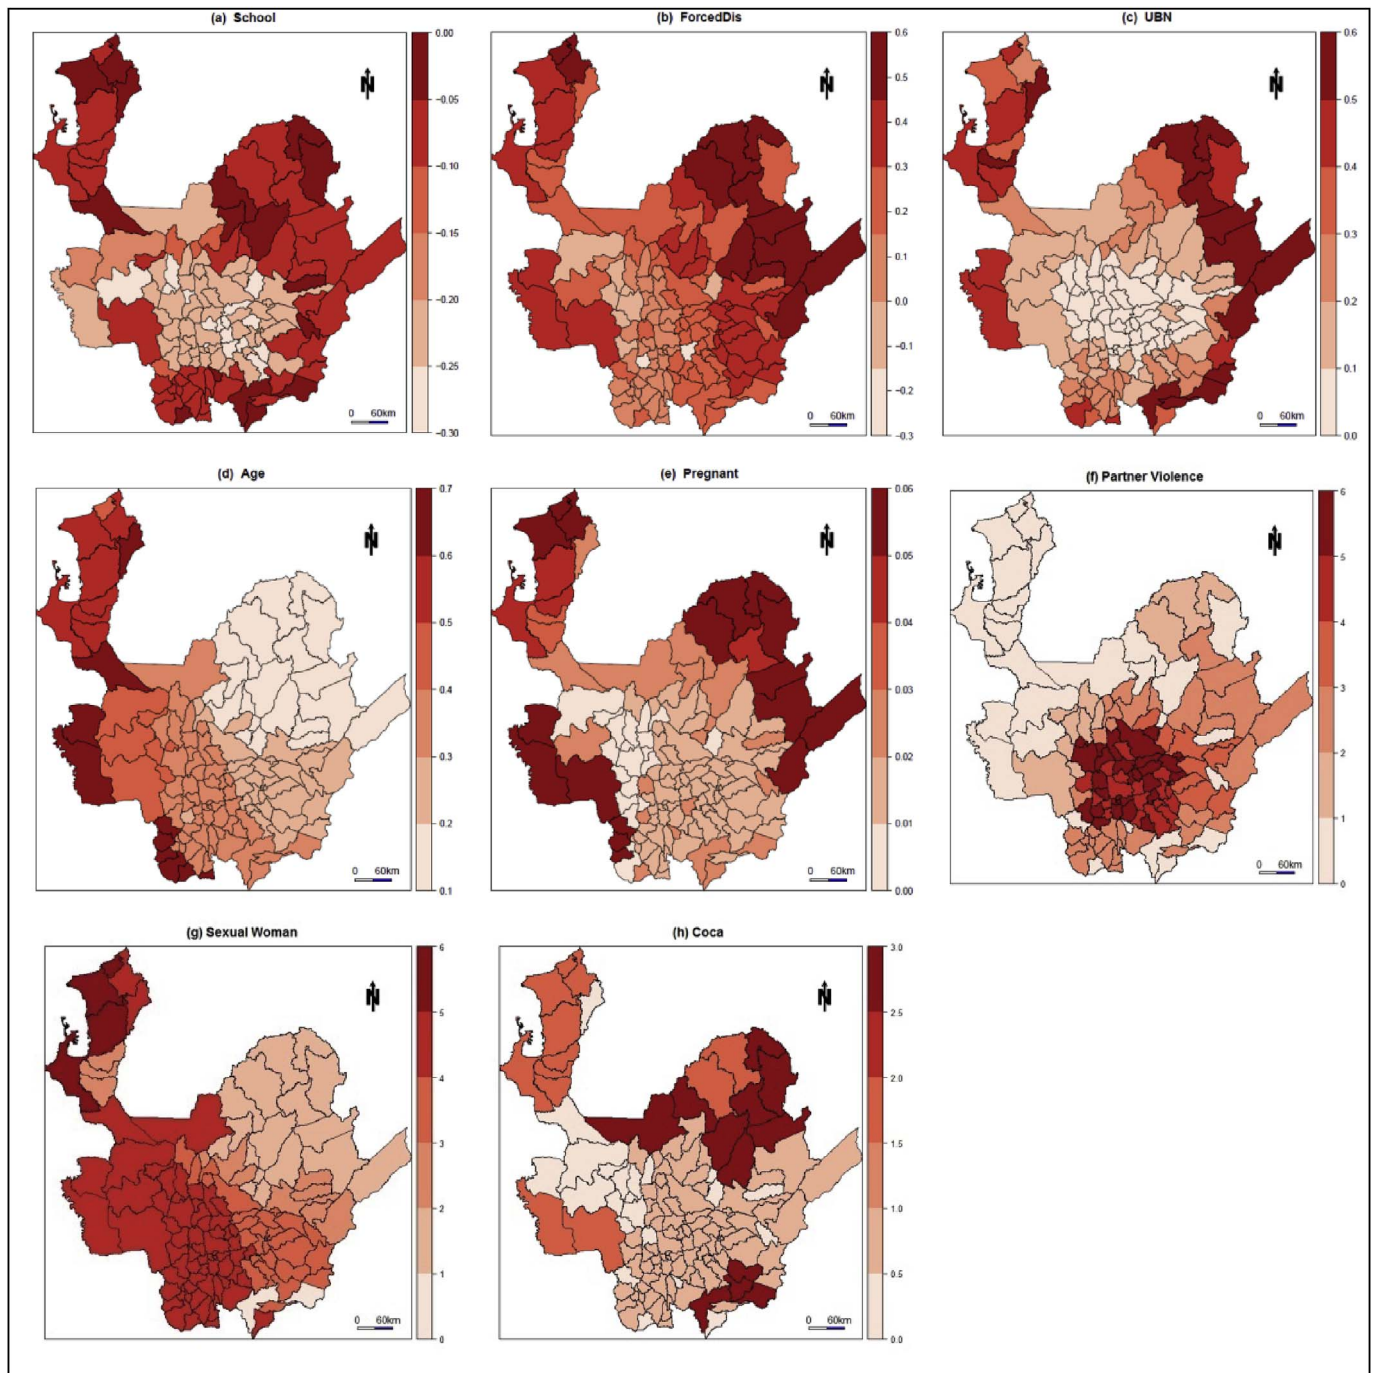 (a) School
(b) ForcedDis
(c) UBN
0.00
−0.05
−0.10
−0.15
−0.20
−0.25
−0.30
N
0 60km
0.6
0.5
0.4
0.3
0.2
0.1
0.0
−0.1
−0.2
−0.3
N
0 60km
0.6
0.5
0.4
0.3
0.2
0.1
0.0
N
0 60km
(d) Age
(e) Pregnant
(f) Partner Violence
0.7
0.6
0.5
0.4
0.3
0.2
0.1
N
0 60km
0.06
0.05
0.04
0.03
0.02
0.01
0.00
N
0 60km
6
5
4
3
2
1
0
N
0 60km
(g) Sexual Woman
(h) Coca
6
5
4
3
2
1
0
N
0 60km
3.0
2.5
2.0
1.5
1.0
0.5
0.0
N
0 60km